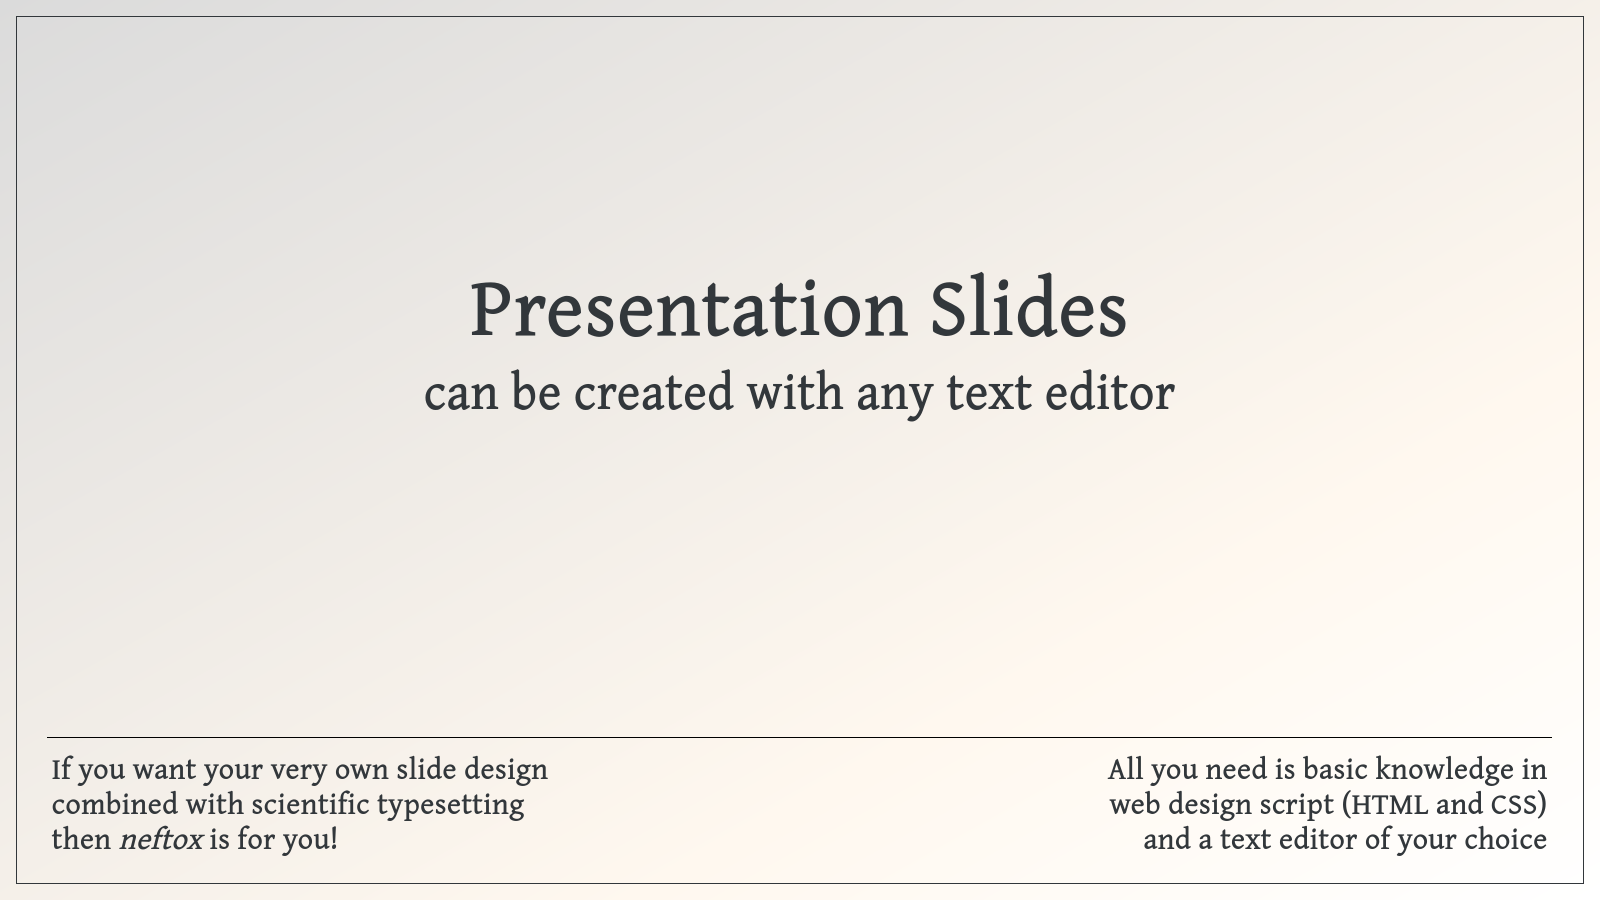 Presentation Slides
can be created with any text editor
If you want your very own slide design
combined with scientific typesetting
then neftox is for you!
All you need is basic knowledge in
web design script (HTML and CSS)
and a text editor of your choice